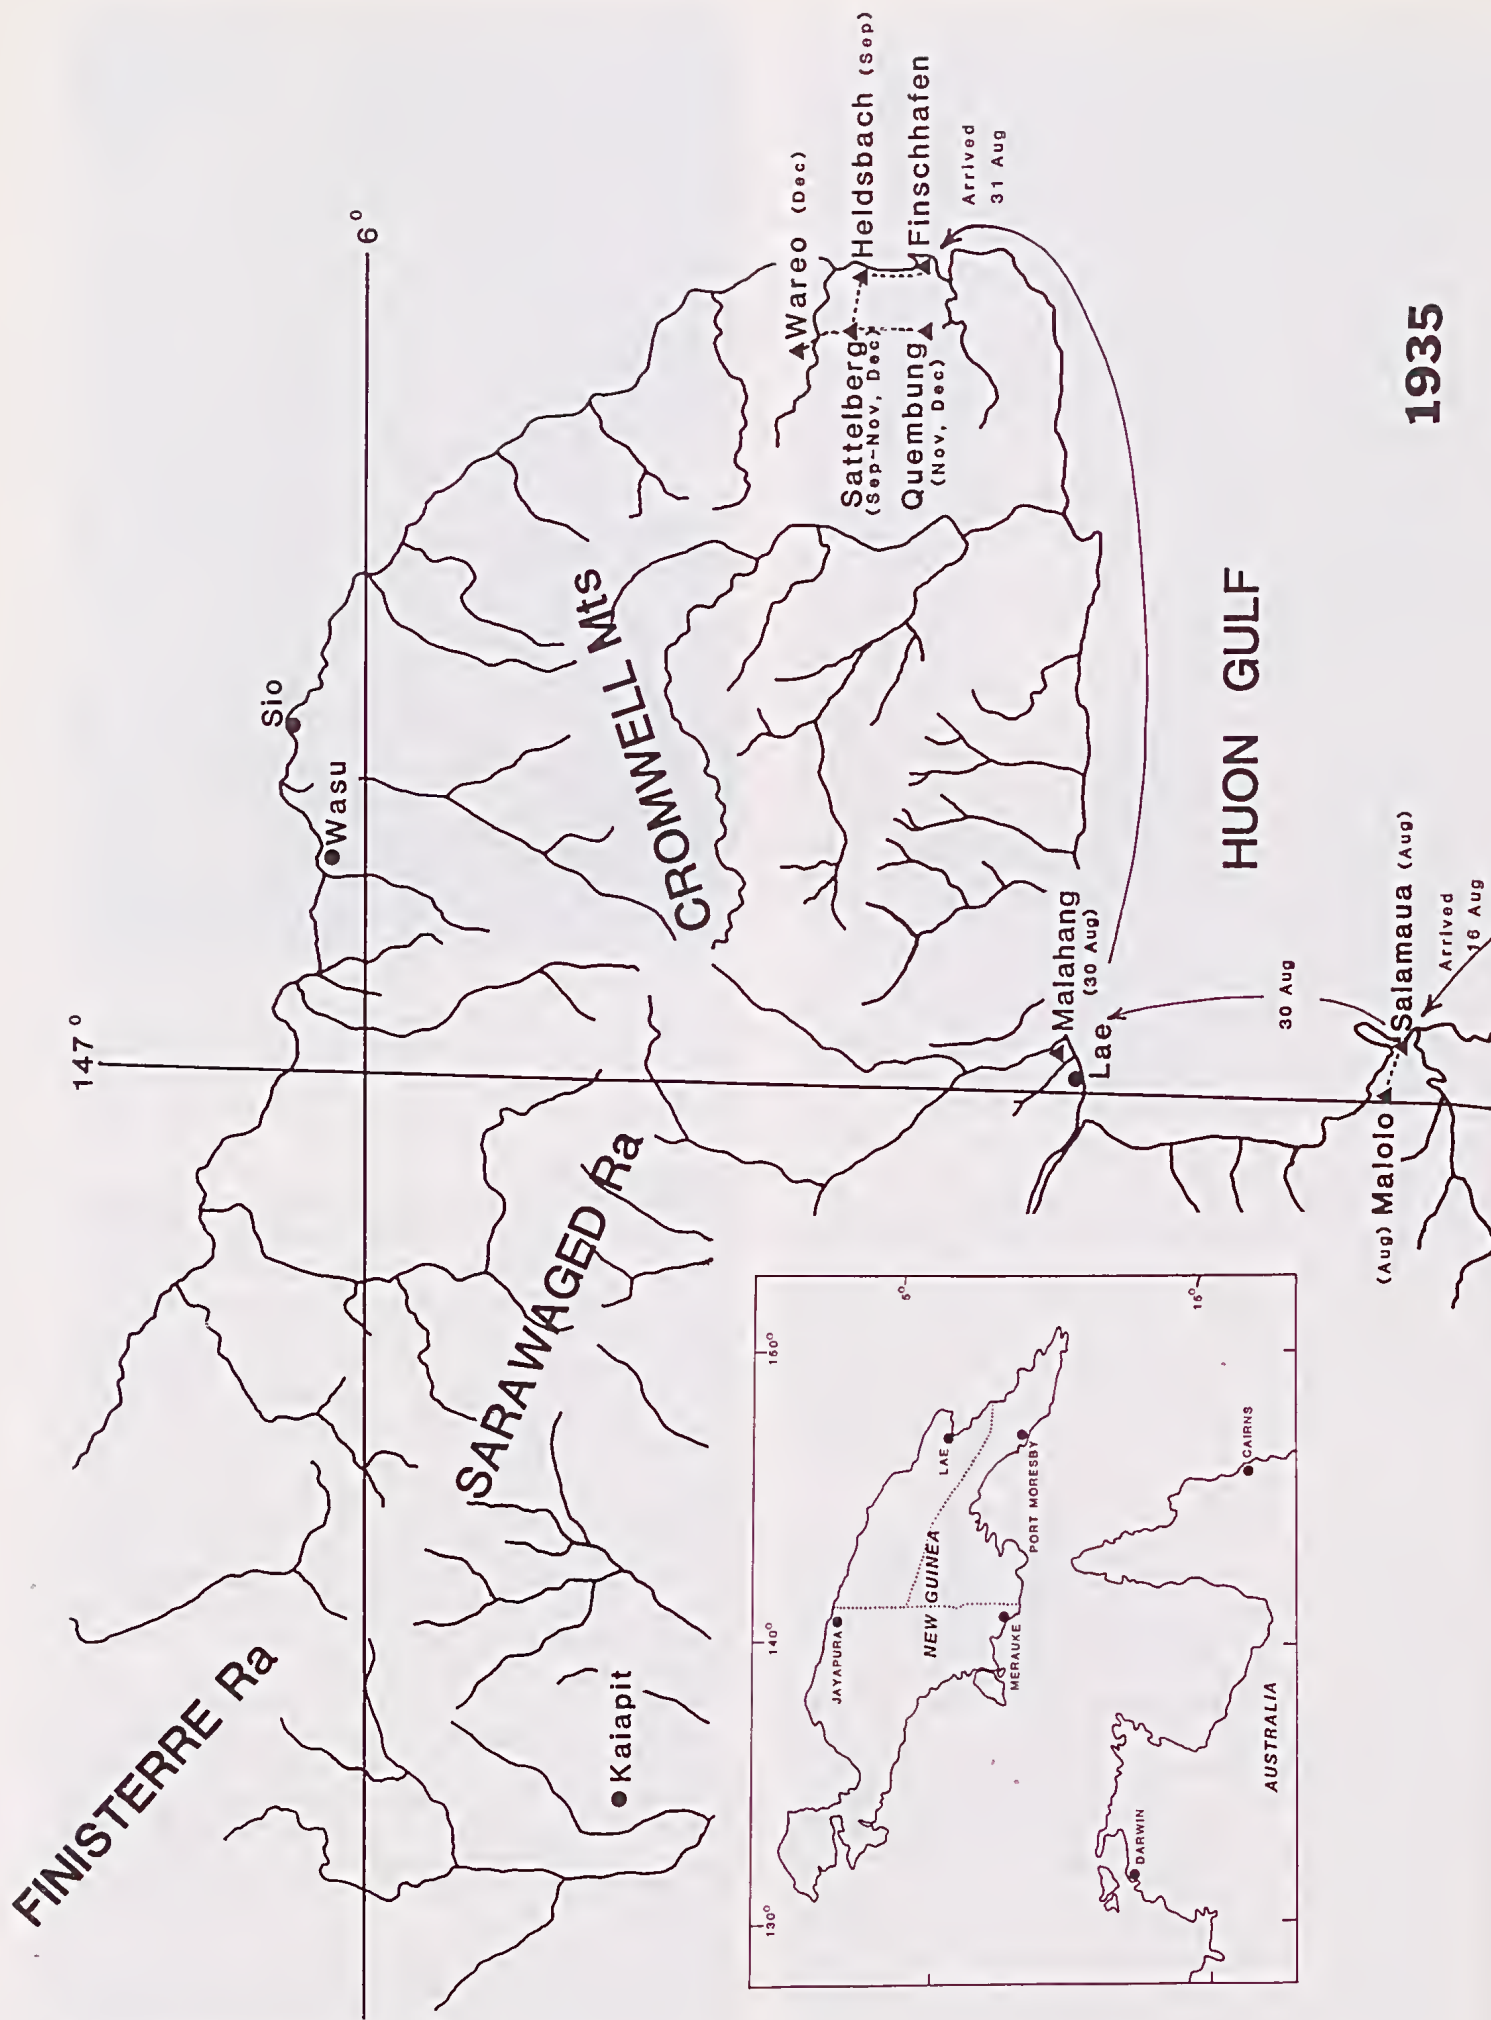 147°
6°
Sio
Wasu
FINISTERRE Ra
SARAWAGED Ra
CROMWELL Mts
Kaiapit
Wareo (Dec)
Heldsbach (Sep)
Sattelberg
(Sep-Nov, Dec)
Finschhafen
Quembung
(Nov, Dec)
Arrived
31 Aug
Malahang
(30 Aug)
Lae
HUON GULF
30 Aug
(Aug) Malolo
Salamaua (Aug)
Arrived
16 Aug
1935
130°
140°
150°
5°
15°
JAYAPURA
LAE
NEW GUINEA
MERAUKE
PORT MORESBY
DARWIN
CAIRNS
AUSTRALIA